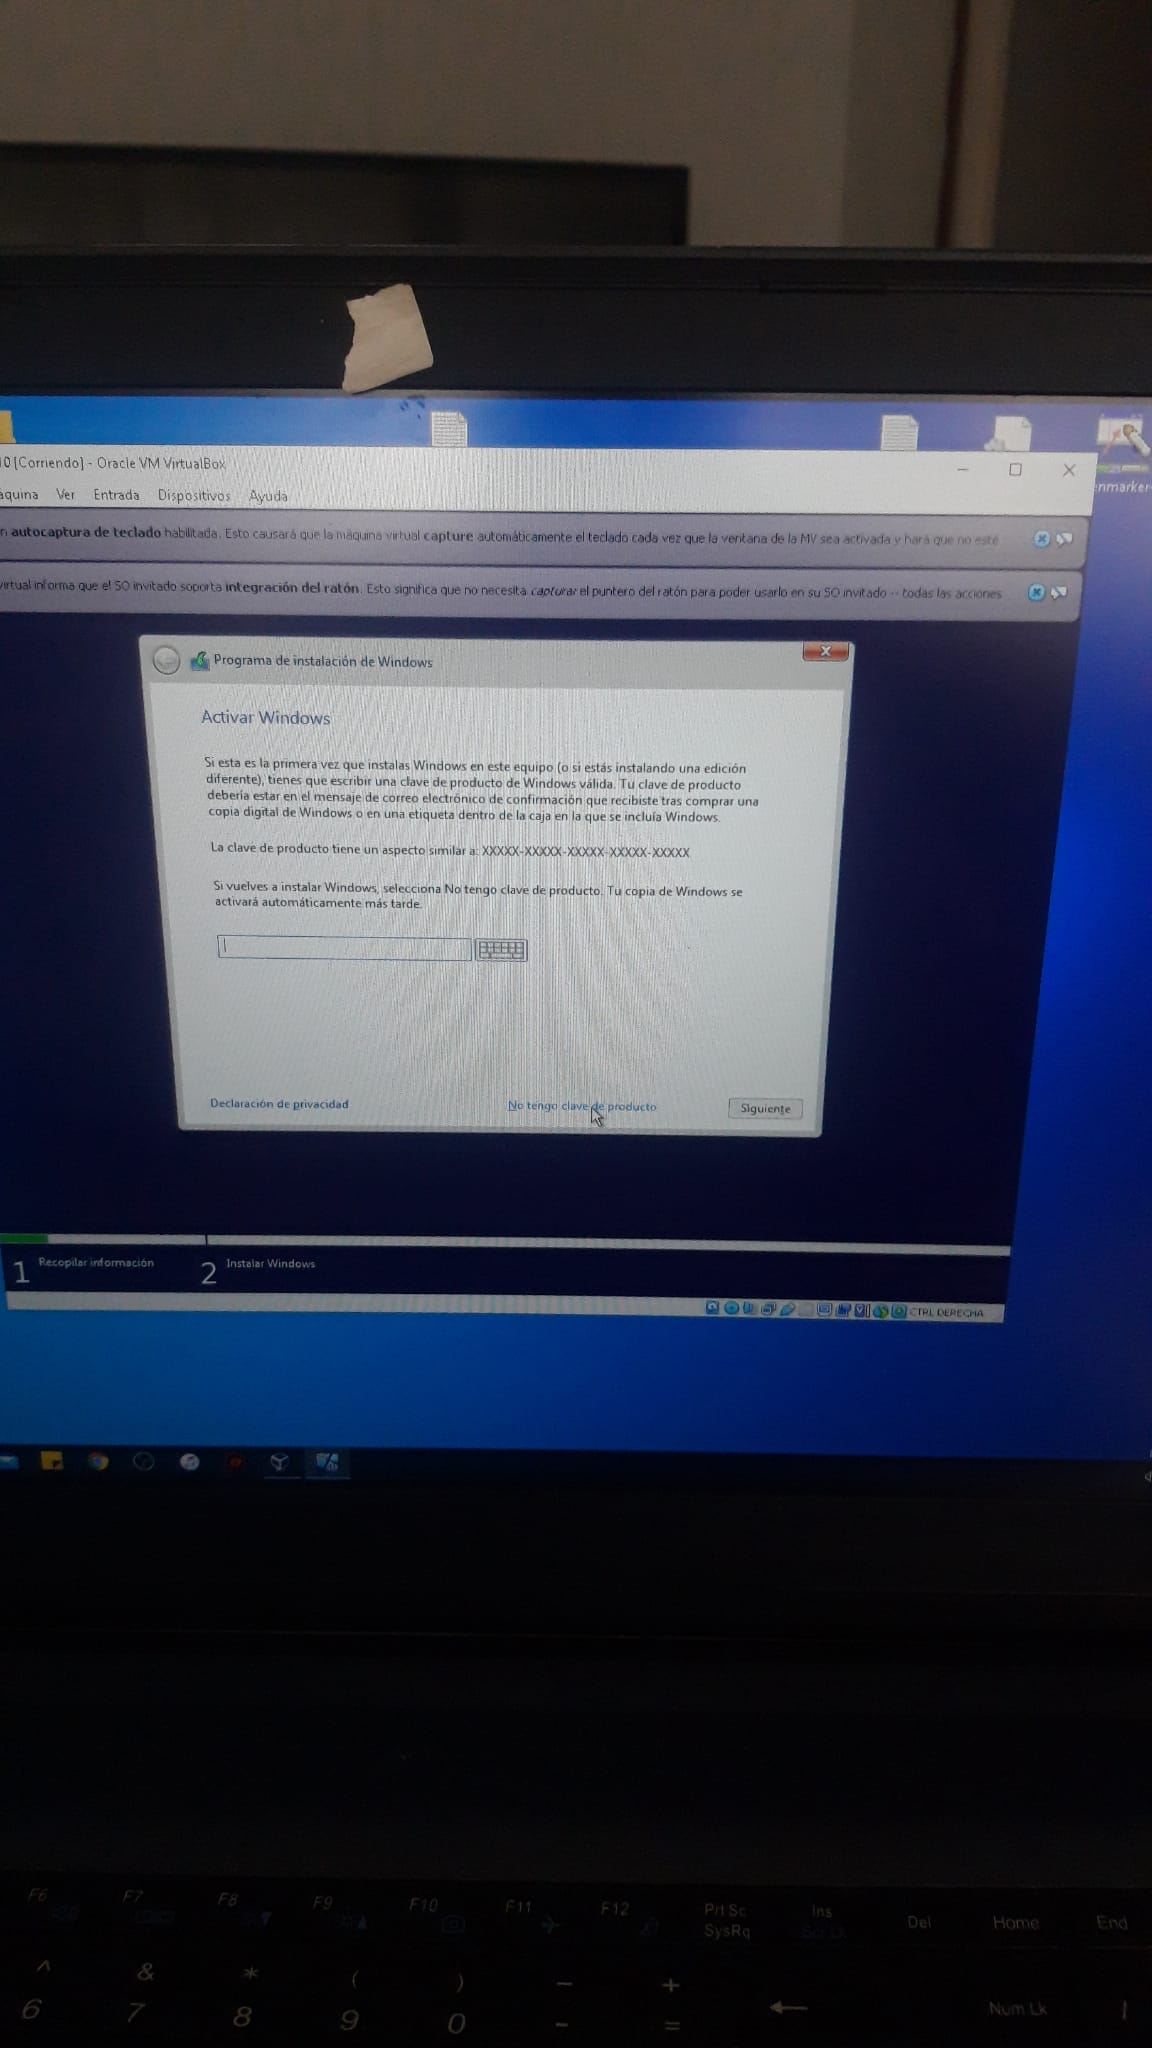 0 [Corriendo] - Oracle VM VirtualBox
áquina Ver Entrada Dispositivos Ayuda
nmarker
n autocaptura de teclado habilitada. Esto causará que la máquina virtual capture automáticamente el teclado cada vez que la ventana de la MV sea activada y hará que no esté
virtual informa que el SO invitado soporta integración del ratón. Esto significa que no necesita capturar el puntero del ratón para poder usarlo en su SO invitado -- todas las acciones
Programa de instalación de Windows
Activar Windows
Si esta es la primera vez que instalas Windows en este equipo (o si estás instalando una edición
diferente), tienes que escribir una clave de producto de Windows válida. Tu clave de producto
debería estar en el mensaje de correo electrónico de confirmación que recibiste tras comprar una
copia digital de Windows o en una etiqueta dentro de la caja en la que se incluía Windows.
La clave de producto tiene un aspecto similar a: XXXXX-XXXXX-XXXXX-XXXXX-XXXXX
Si vuelves a instalar Windows, selecciona No tengo clave de producto. Tu copia de Windows se
activará automáticamente más tarde.
Declaración de privacidad No tengo clave de producto Siguiente
1 Recopilar información 2 Instalar Windows
CTRL DERECHA
F6 F7 F8 F9 F10 F11 F12 Prt Sc Ins Del Home End
SysRq
^ & * ( ) +
6 7 8 9 0 - = Num Lk